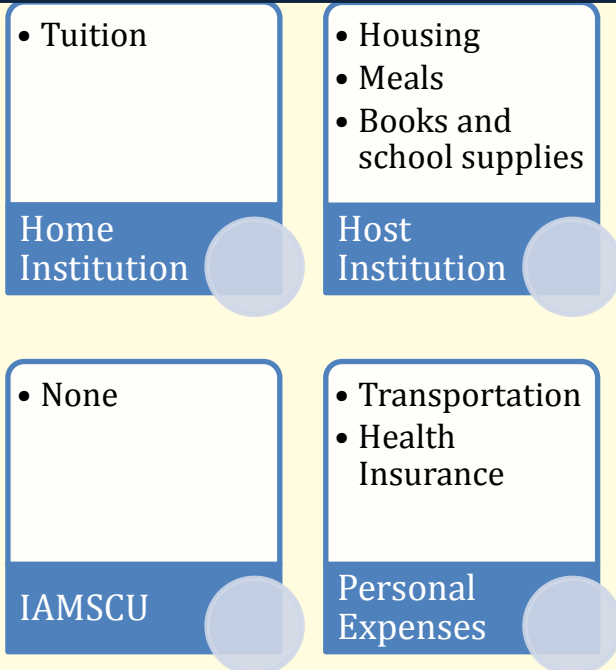 • Tuition
Home
Institution
• Housing
• Meals
• Books and
school supplies
Host
Institution
• None
IAMSCU
• Transportation
• Health
Insurance
Personal
Expenses